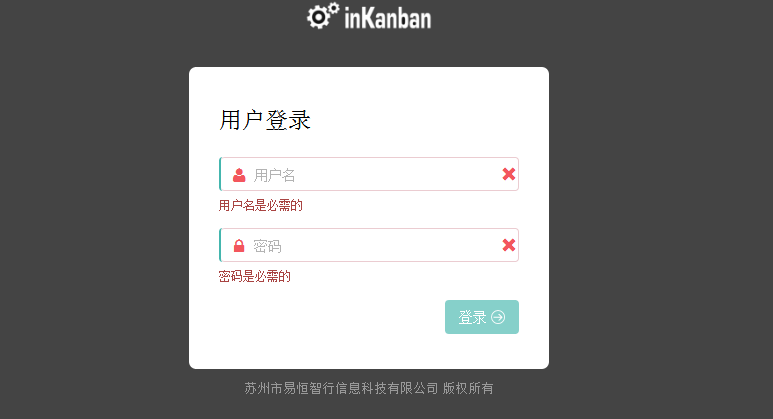 inKanban
用户登录
用户名
用户名是必需的
密码
密码是必需的
登录
苏州市易恒智行信息科技有限公司 版权所有